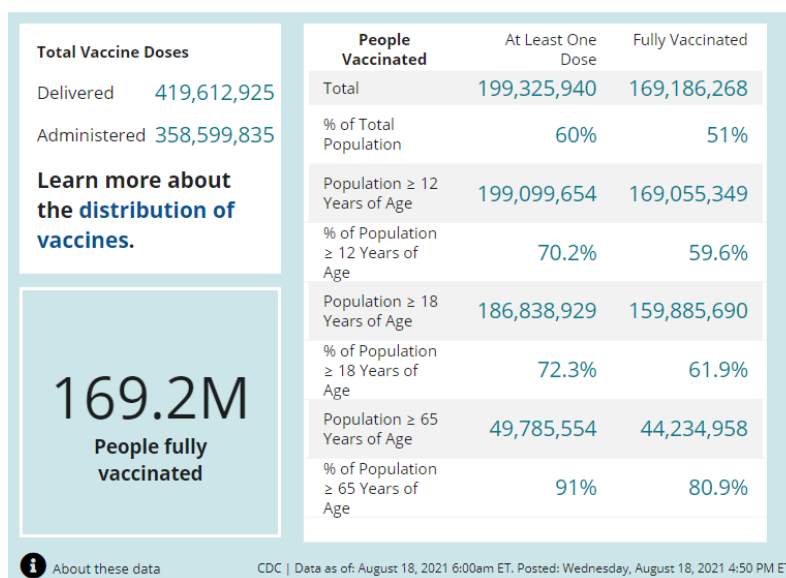 Total Vaccine Doses
Delivered 419,612,925
Administered 358,599,835
Learn more about
the distribution of
vaccines.
169.2M
People fully
vaccinated
People
Vaccinated
At Least One
Dose
Fully Vaccinated
Total 199,325,940 169,186,268
% of Total
Population
60% 51%
Population ≥ 12
Years of Age
199,099,654 169,055,349
% of Population
≥ 12 Years of
Age
70.2% 59.6%
Population ≥ 18
Years of Age
186,838,929 159,885,690
% of Population
≥ 18 Years of
Age
72.3% 61.9%
Population ≥ 65
Years of Age
49,785,554 44,234,958
% of Population
≥ 65 Years of
Age
91% 80.9%
i About these data
CDC | Data as of: August 18, 2021 6:00am ET. Posted: Wednesday, August 18, 2021 4:50 PM ET